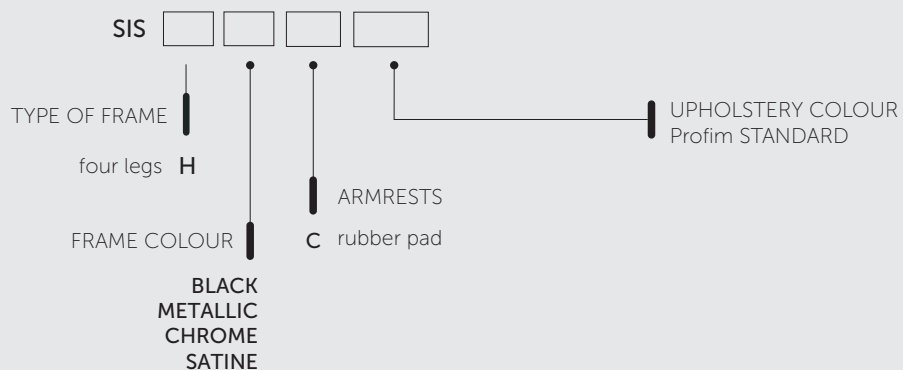 SIS
TYPE OF FRAME
four legs H
FRAME COLOUR
BLACK
METALLIC
CHROME
SATINE
ARMRESTS
C rubber pad
UPHOLSTERY COLOUR
Profim STANDARD